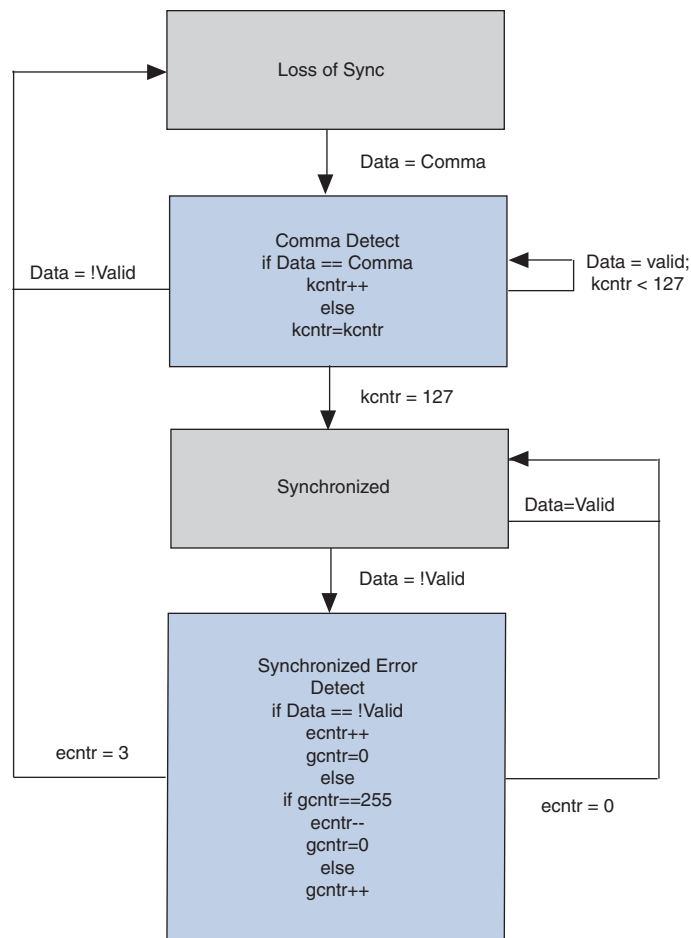 Loss of Sync
Data = Comma
Comma Detect
if Data == Comma
kcntr++
else
kcntr=kcntr
Data = !Valid
Data = valid;
kcntr < 127
kcntr = 127
Synchronized
Data=Valid
Data = !Valid
Synchronized Error
Detect
if Data == !Valid
ecntr++
gcntr=0
else
if gcntr==255
ecntr--
gcntr=0
else
gcntr++
ecntr = 3
ecntr = 0